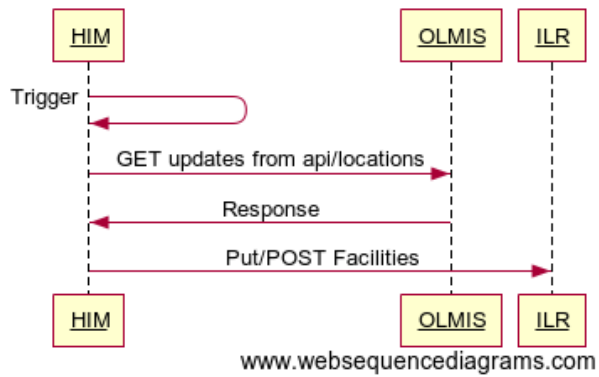 HIM OLMIS ILR
Trigger
GET updates from api/locations
Response
Put/POST Facilities
HIM OLMIS ILR
www.websequencediagrams.com